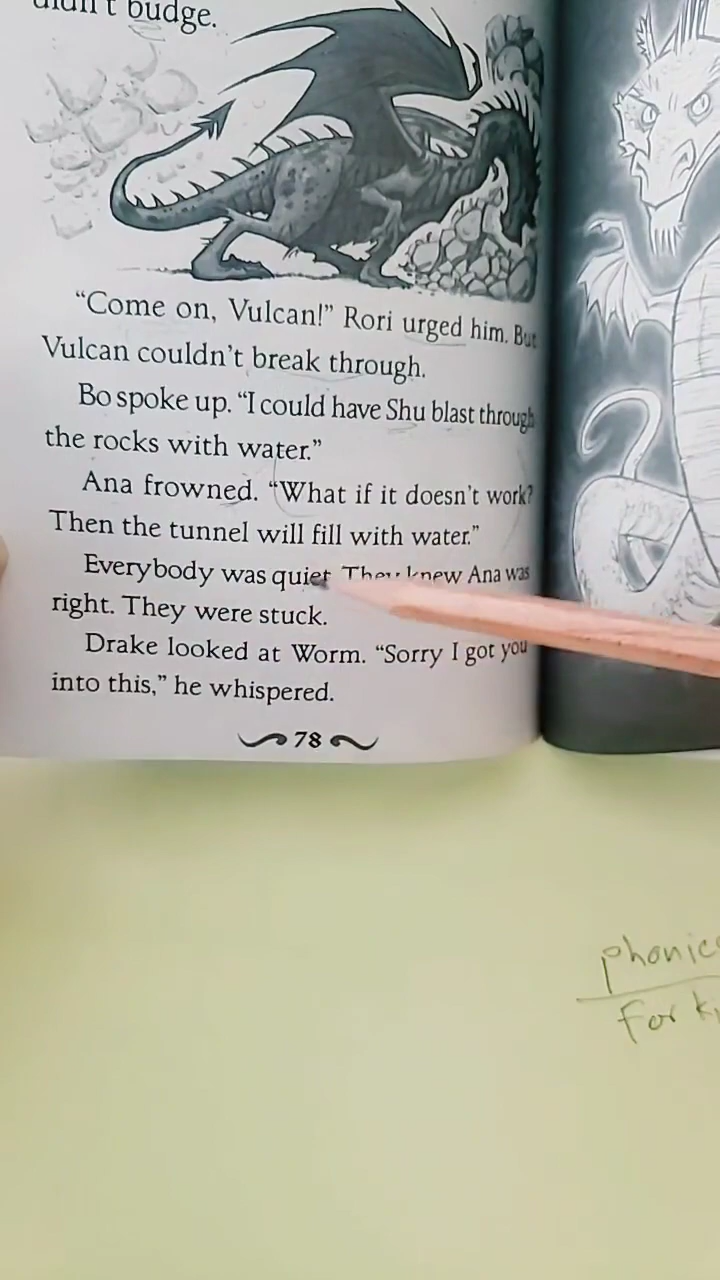 didn't budge.
"Come on, Vulcan!" Rori urged him. But
Vulcan couldn't break through.
Bo spoke up. "I could have Shu blast through
the rocks with water."
Ana frowned. "What if it doesn't work?
Then the tunnel will fill with water."
Everybody was quiet. They knew Ana was
right. They were stuck.
Drake looked at Worm. "Sorry I got you
into this," he whispered.
78
phonics
For